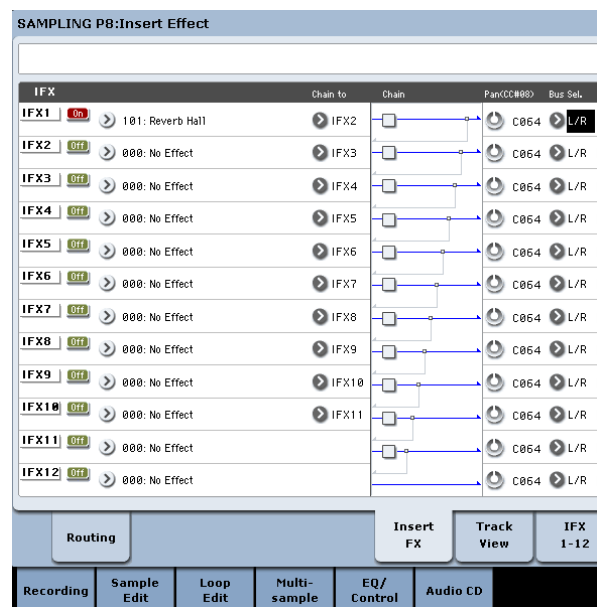 SAMPLING P8:Insert Effect
IFX Chain to Chain Pan(CC#08) Bus Sel.
IFX1 On 101: Reverb Hall IFX2 C064 L/R
IFX2 Off 000: No Effect IFX3 C064 L/R
IFX3 Off 000: No Effect IFX4 C064 L/R
IFX4 Off 000: No Effect IFX5 C064 L/R
IFX5 Off 000: No Effect IFX6 C064 L/R
IFX6 Off 000: No Effect IFX7 C064 L/R
IFX7 Off 000: No Effect IFX8 C064 L/R
IFX8 Off 000: No Effect IFX9 C064 L/R
IFX9 Off 000: No Effect IFX10 C064 L/R
IFX10 Off 000: No Effect IFX11 C064 L/R
IFX11 Off 000: No Effect C064 L/R
IFX12 Off 000: No Effect C064 L/R
Routing Insert FX Track View IFX 1-12
Recording Sample Edit Loop Edit Multi-sample EQ/Control Audio CD